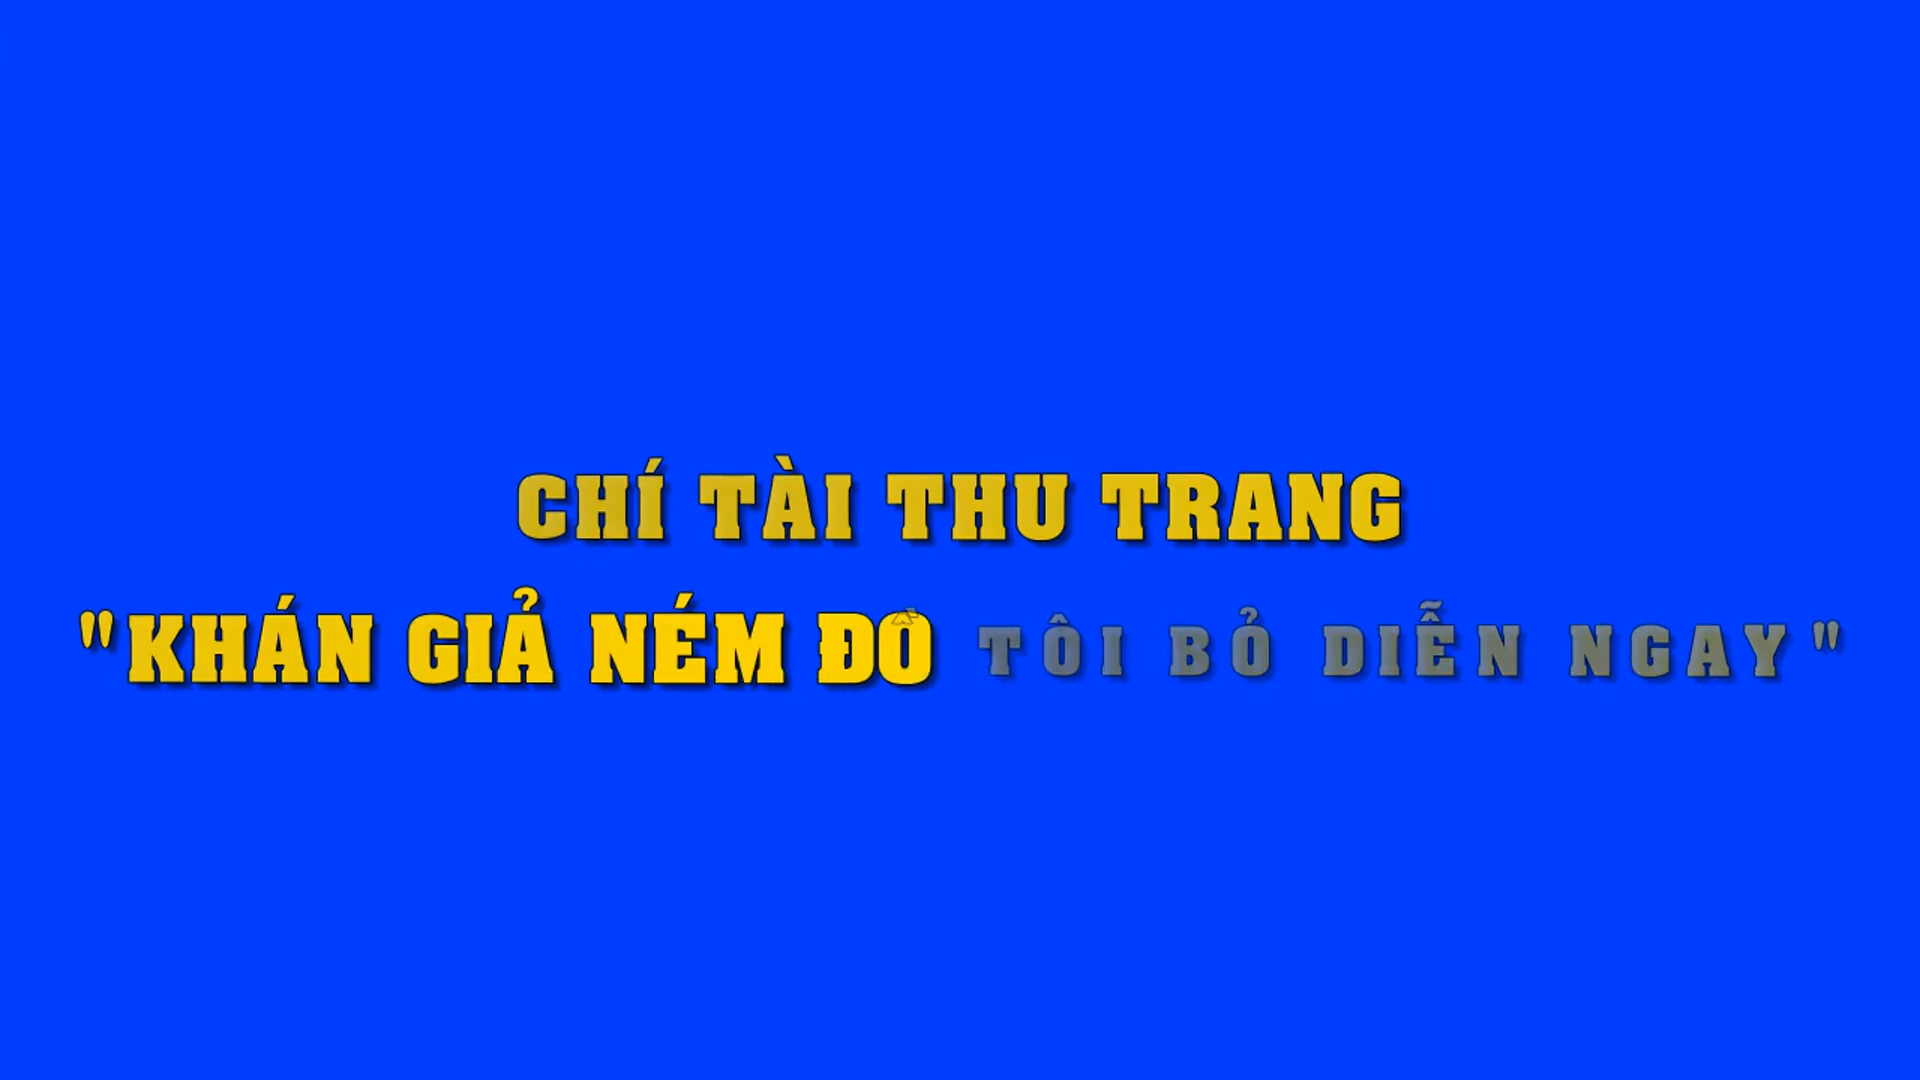 CHÍ TÀI THU TRANG
"KHÁN GIẢ NÉM ĐỒ TÔI BỎ DIỄN NGAY"